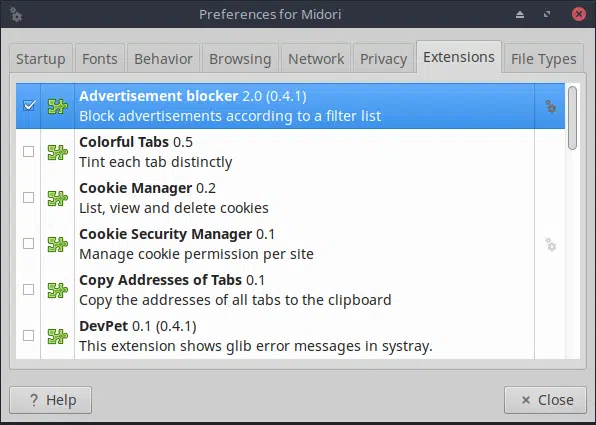 Preferences for Midori
Startup Fonts Behavior Browsing Network Privacy Extensions File Types
Advertisement blocker 2.0 (0.4.1)
Block advertisements according to a filter list
Colorful Tabs 0.5
Tint each tab distinctly
Cookie Manager 0.2
List, view and delete cookies
Cookie Security Manager 0.1
Manage cookie permission per site
Copy Addresses of Tabs 0.1
Copy the addresses of all tabs to the clipboard
DevPet 0.1 (0.4.1)
This extension shows glib error messages in systray.
? Help × Close